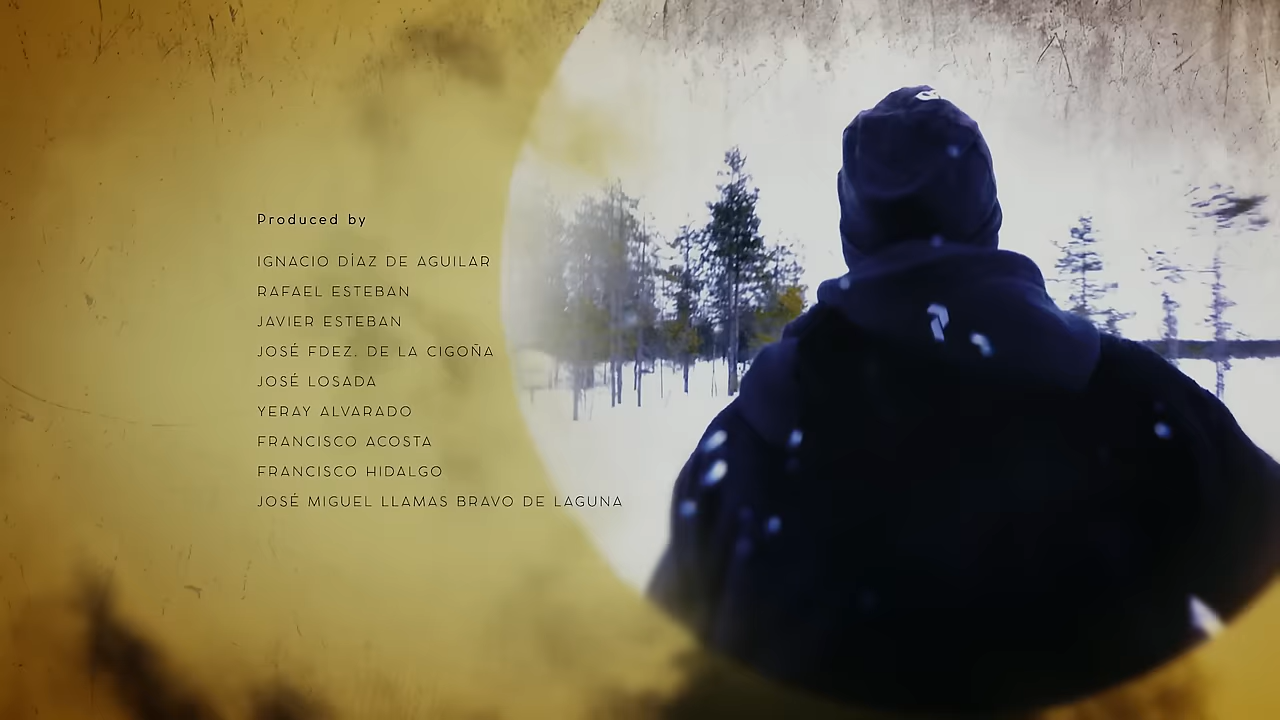 Produced by
IGNACIO DÍAZ DE AGUILAR
RAFAEL ESTEBAN
JAVIER ESTEBAN
JOSÉ FDEZ. DE LA CIGOÑA
JOSÉ LOSADA
YERAY ALVARADO
FRANCISCO ACOSTA
FRANCISCO HIDALGO
JOSÉ MIGUEL LLAMAS BRAVO DE LAGUNA